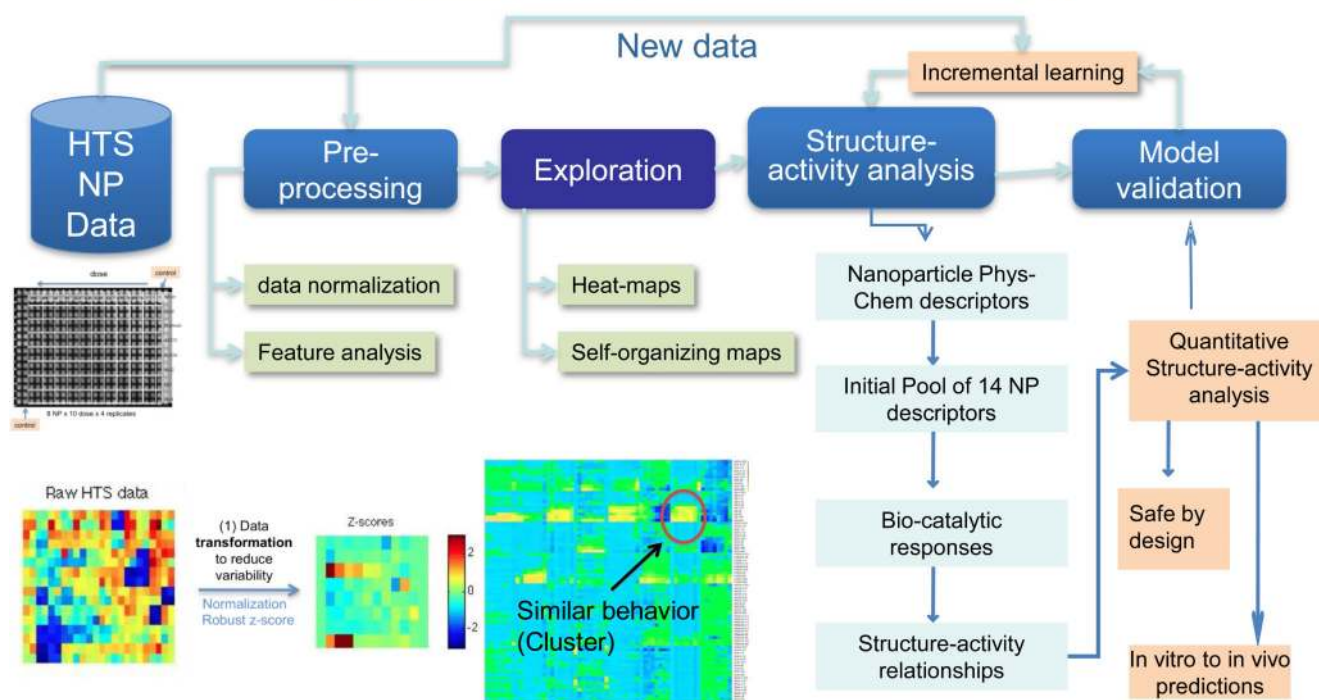 New data
Incremental learning
HTS
NP
Data
Pre-
processing
Exploration
Structure-
activity analysis
Model
validation
dose
control
8 NP x 10 dose x 4 replicates
control
data normalization
Feature analysis
Heat-maps
Self-organizing maps
Nanoparticle Phys-
Chem descriptors
Initial Pool of 14 NP
descriptors
Bio-catalytic
responses
Structure-activity
relationships
Quantitative
Structure-activity
analysis
Safe by
design
In vitro to in vivo
predictions
Raw HTS data
(1) Data
transformation
to reduce
variability
Normalization
Robust z-score
Z-scores
2
0
-2
Similar behavior
(Cluster)